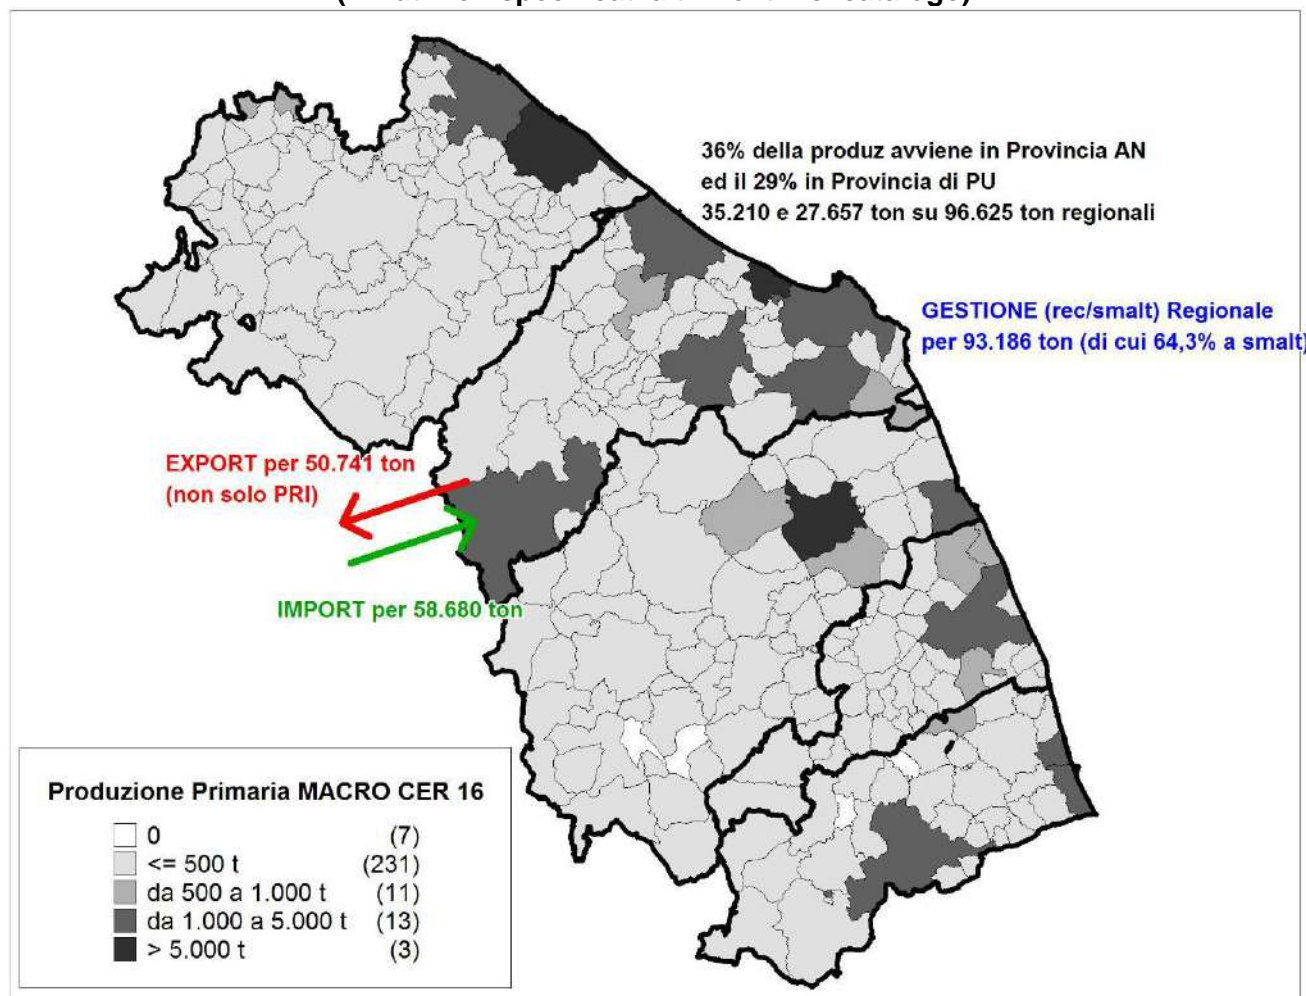 36% della produz avviene in Provincia AN
ed il 29% in Provincia di PU
35.210 e 27.657 ton su 96.625 ton regionali
GESTIONE (rec/smalt) Regionale
per 93.186 ton (di cui 64,3% a smalt)
EXPORT per 50.741 ton
(non solo PRI)
IMPORT per 58.680 ton
Produzione Primaria MACRO CER 16
0 (7)
<= 500 t (231)
da 500 a 1.000 t (11)
da 1.000 a 5.000 t (13)
> 5.000 t (3)